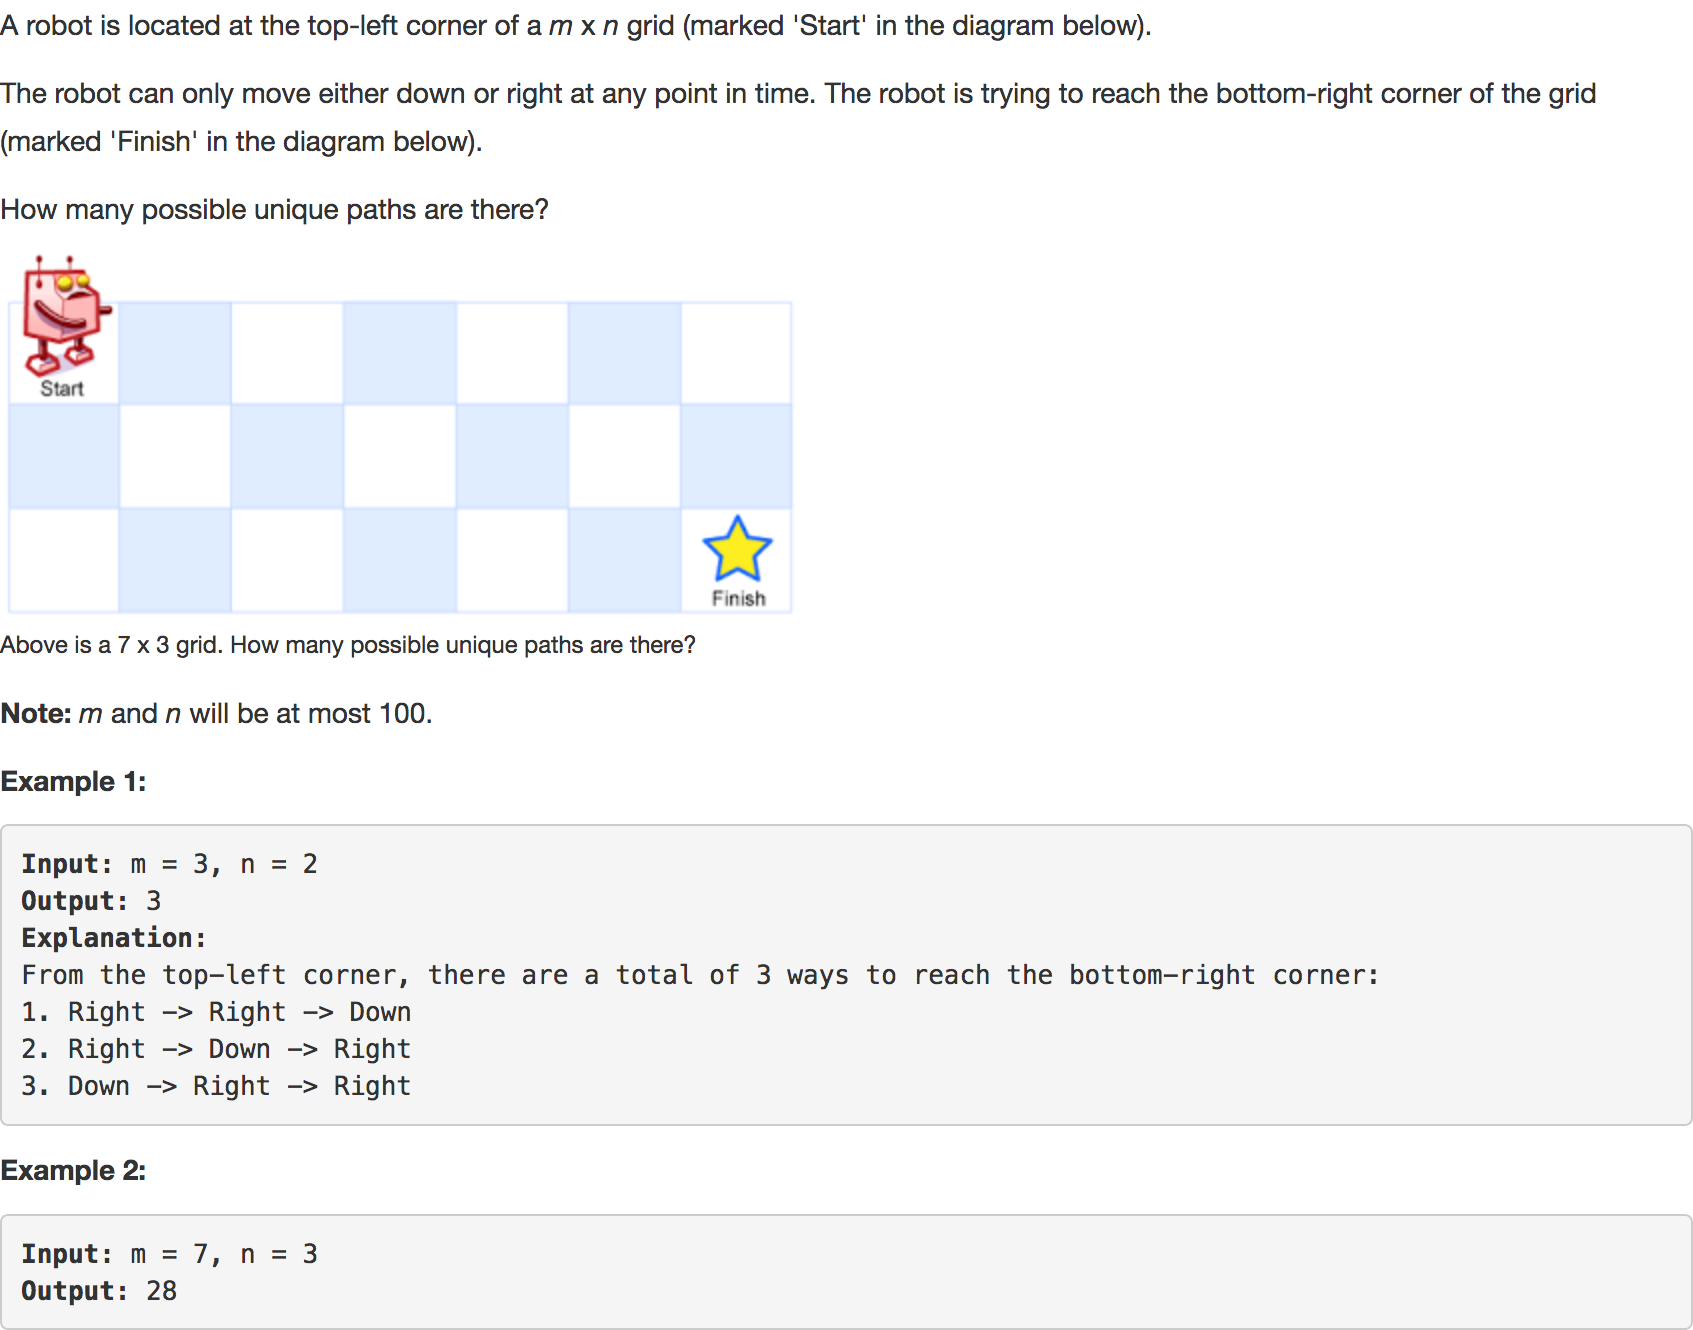 A robot is located at the top-left corner of a m x n grid (marked 'Start' in the diagram below).
The robot can only move either down or right at any point in time. The robot is trying to reach the bottom-right corner of the grid
(marked 'Finish' in the diagram below).
How many possible unique paths are there?
Start
Finish
Above is a 7 x 3 grid. How many possible unique paths are there?
Note: m and n will be at most 100.
Example 1:
Input: m = 3, n = 2
Output: 3
Explanation:
From the top-left corner, there are a total of 3 ways to reach the bottom-right corner:
1. Right -> Right -> Down
2. Right -> Down -> Right
3. Down -> Right -> Right
Example 2:
Input: m = 7, n = 3
Output: 28